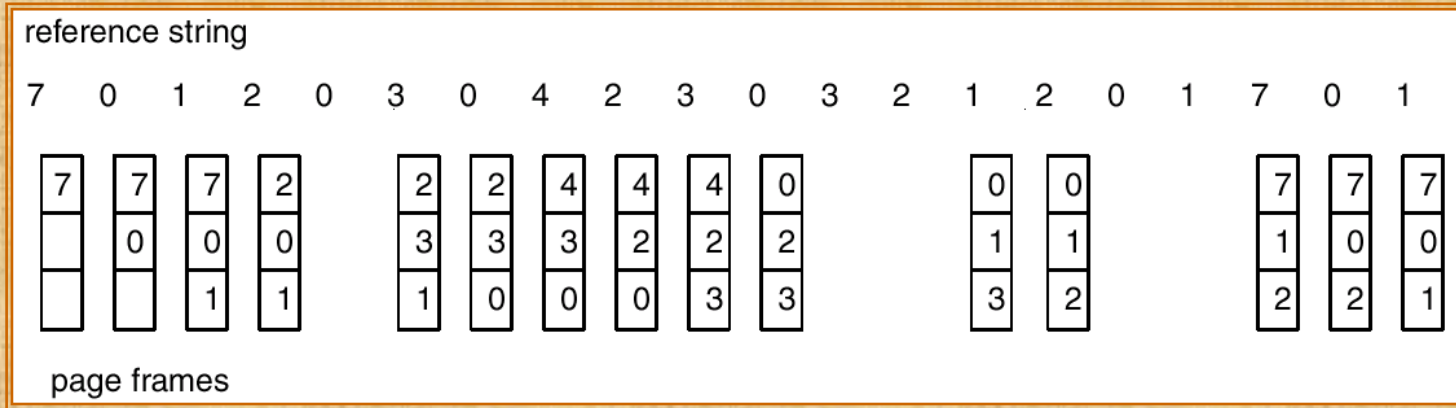 reference string
7 0 1 2 0 3 0 4 2 3 0 3 2 1 2 0 1 7 0 1
7 7 7 2 2 2 4 4 4 0 0 0 7 7 7
0 0 0 3 3 3 2 2 2 1 1 1 0 0
1 1 1 0 0 0 3 3 3 2 2 2 1
page frames